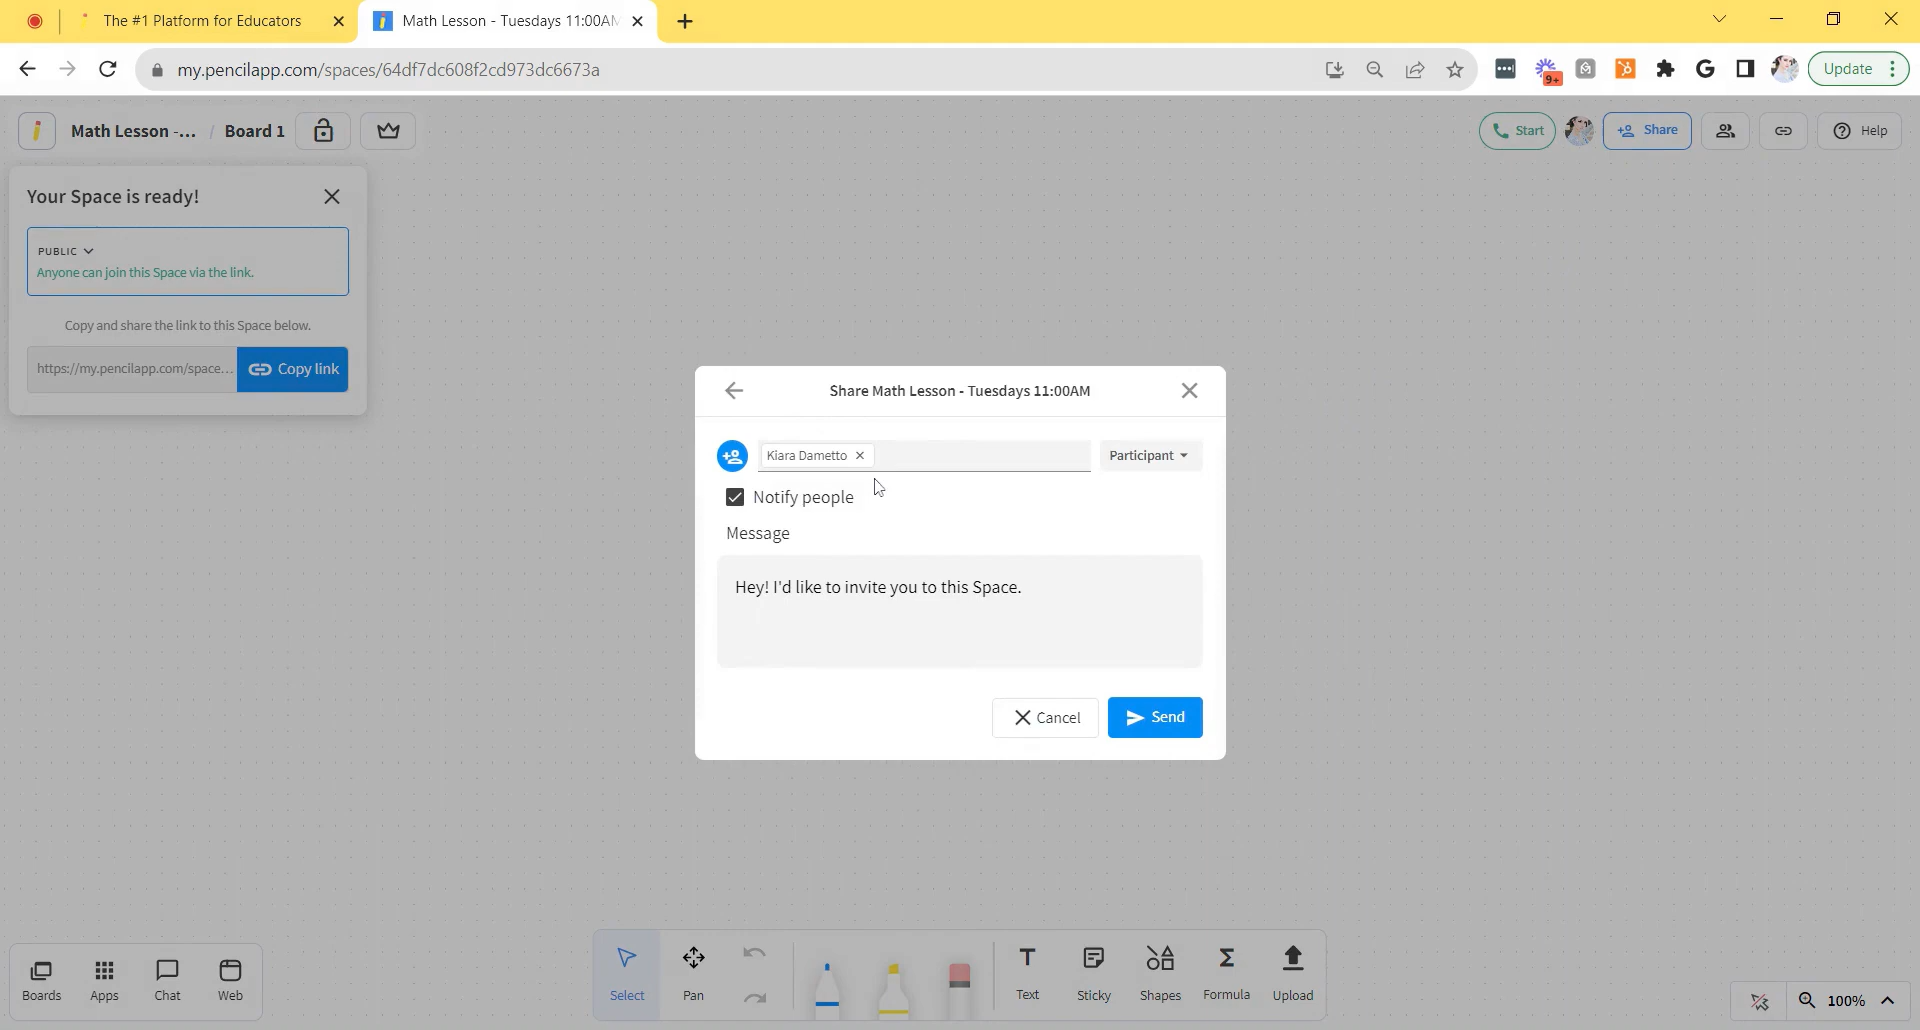 The #1 Platform for Educators
Math Lesson - Tuesdays 11:00AM
my.pencilapp.com/spaces/64df7dc608f2cd973dc6673a
9+
Update
Math Lesson -... / Board 1
Start
Share
Help
Your Space is ready!
PUBLIC
Anyone can join this Space via the link.
Copy and share the link to this Space below.
https://my.pencilapp.com/space...
Copy link
Share Math Lesson - Tuesdays 11:00AM
Kiara Dametto
Participant
Notify people
Message
Hey! I'd like to invite you to this Space.
Cancel
Send
Boards
Apps
Chat
Web
Select
Pan
Text
Sticky
Shapes
Formula
Upload
100%